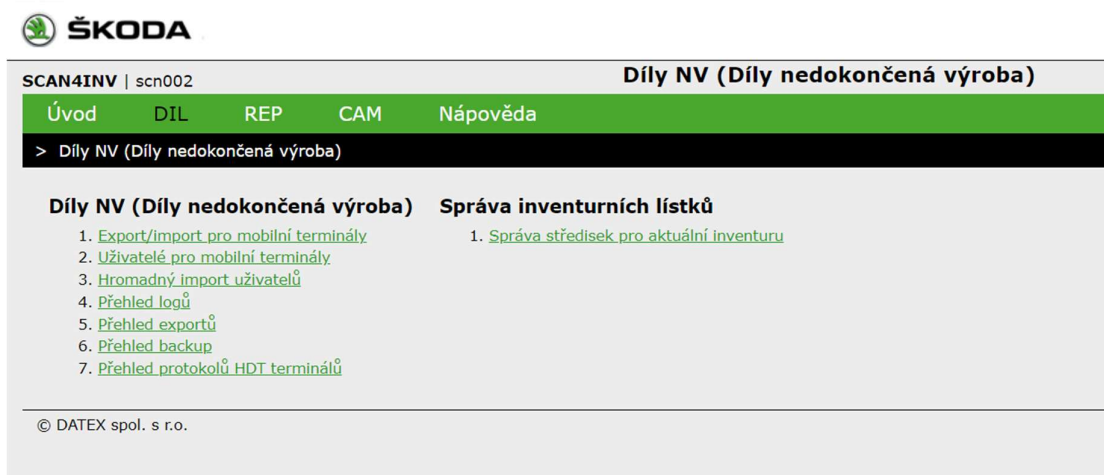 ŠKODA
SCAN4INV | scn002
Díly NV (Díly nedokončená výroba)
Úvod DIL REP CAM Nápověda
> Díly NV (Díly nedokončená výroba)
Díly NV (Díly nedokončená výroba)
1. Export/import pro mobilní terminály
2. Uživatelé pro mobilní terminály
3. Hromadný import uživatelů
4. Přehled logů
5. Přehled exportů
6. Přehled backup
7. Přehled protokolů HDT terminálů
Správa inventurních lístků
1. Správa středisek pro aktuální inventuru
© DATEX spol. s r.o.